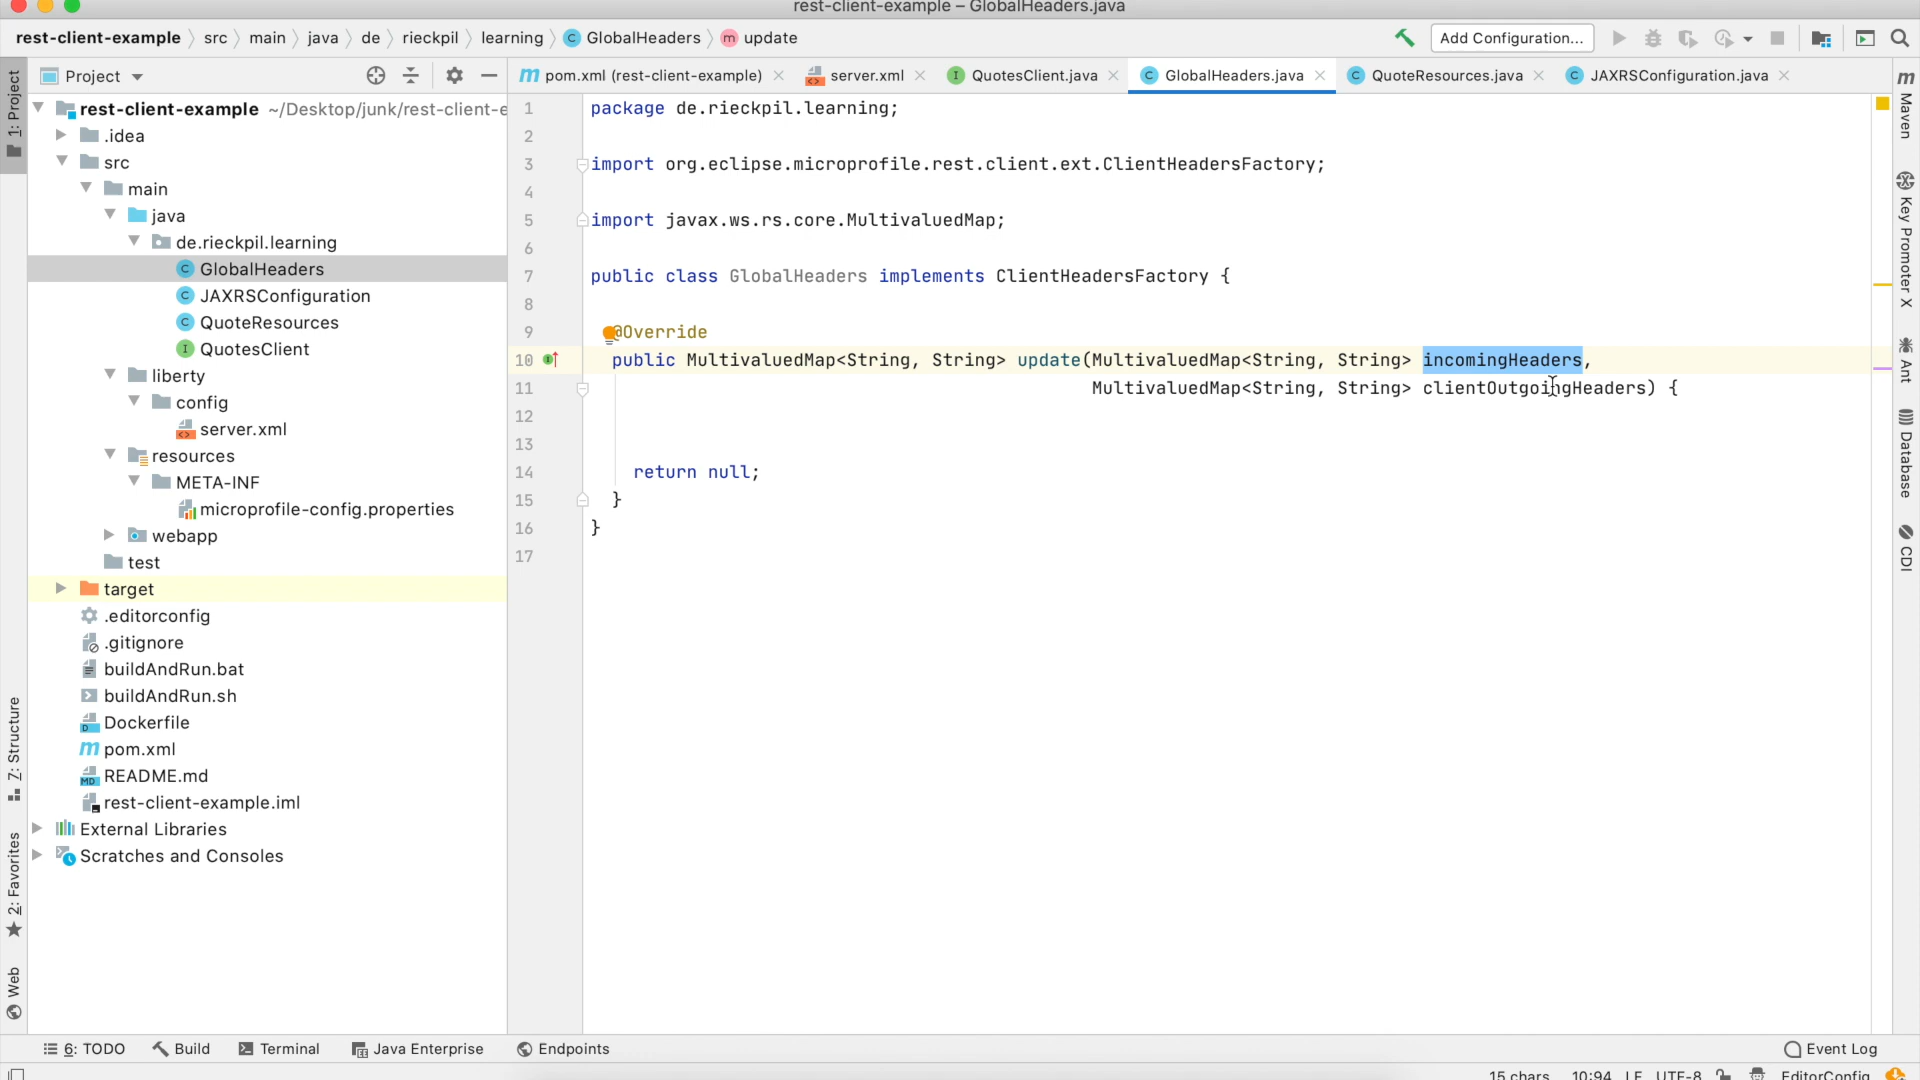 rest-client-example – GlobalHeaders.java
rest-client-example src main java de rieckpil learning GlobalHeaders update
Add Configuration...
Project
pom.xml (rest-client-example)
server.xml
QuotesClient.java
GlobalHeaders.java
QuoteResources.java
JAXRSConfiguration.java
1: Project
7: Structure
2: Favorites
Web
rest-client-example ~/Desktop/junk/rest-client-e
.idea
src
main
java
de.rieckpil.learning
GlobalHeaders
JAXRSConfiguration
QuoteResources
QuotesClient
liberty
config
server.xml
resources
META-INF
microprofile-config.properties
webapp
test
target
.editorconfig
.gitignore
buildAndRun.bat
buildAndRun.sh
Dockerfile
pom.xml
README.md
rest-client-example.iml
External Libraries
Scratches and Consoles
1 package de.rieckpil.learning;
2
3 import org.eclipse.microprofile.rest.client.ext.ClientHeadersFactory;
4
5 import javax.ws.rs.core.MultivaluedMap;
6
7 public class GlobalHeaders implements ClientHeadersFactory {
8
9 @Override
10 public MultivaluedMap<String, String> update(MultivaluedMap<String, String> incomingHeaders,
11 MultivaluedMap<String, String> clientOutgoingHeaders) {
12
13
14 return null;
15 }
16 }
17
Maven
Key Promoter X
Ant
Database
CDI
6: TODO
Build
Terminal
Java Enterprise
Endpoints
Event Log
15 chars 10:94 LF UTF-8 EditorConfig